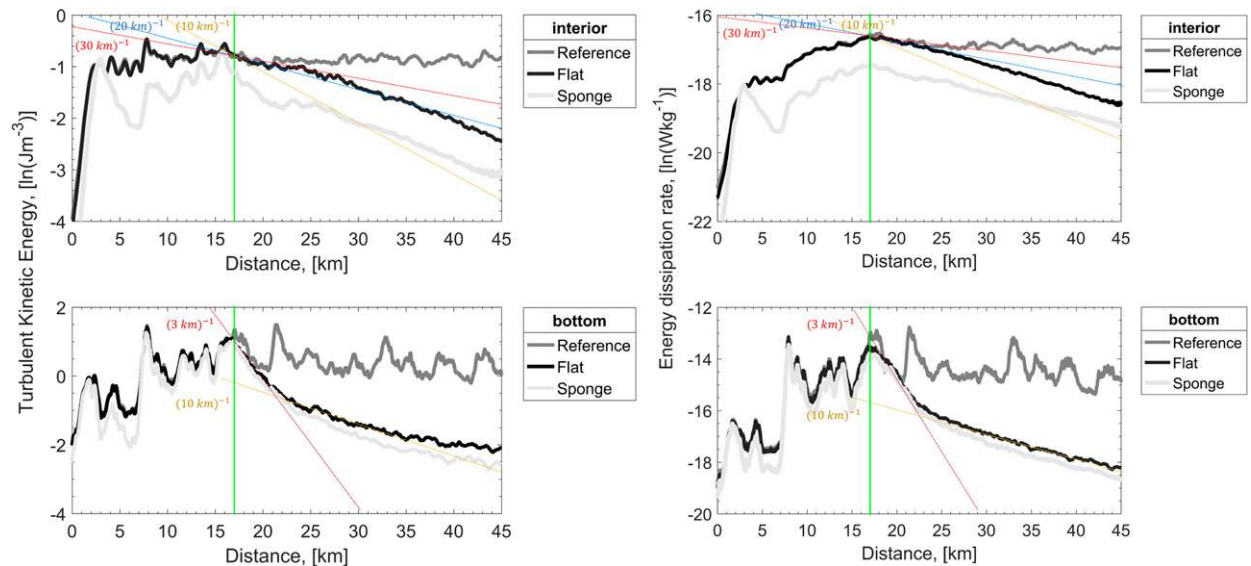 Turbulent Kinetic Energy, [ln(Jm⁻³)]
0
-1
-2
-3
-4
(30 km)⁻¹
(20 km)⁻¹
(10 km)⁻¹
0 5 10 15 20 25 30 35 40 45
Distance, [km]
interior
Reference
Flat
Sponge
2
0
-2
-4
(3 km)⁻¹
(10 km)⁻¹
0 5 10 15 20 25 30 35 40 45
Distance, [km]
bottom
Reference
Flat
Sponge
Energy dissipation rate, [ln(Wkg⁻¹)]
-16
-18
-20
-22
(30 km)⁻¹
(20 km)⁻¹
(10 km)⁻¹
0 5 10 15 20 25 30 35 40 45
Distance, [km]
interior
Reference
Flat
Sponge
-12
-14
-16
-18
-20
(3 km)⁻¹
(10 km)⁻¹
0 5 10 15 20 25 30 35 40 45
Distance, [km]
bottom
Reference
Flat
Sponge